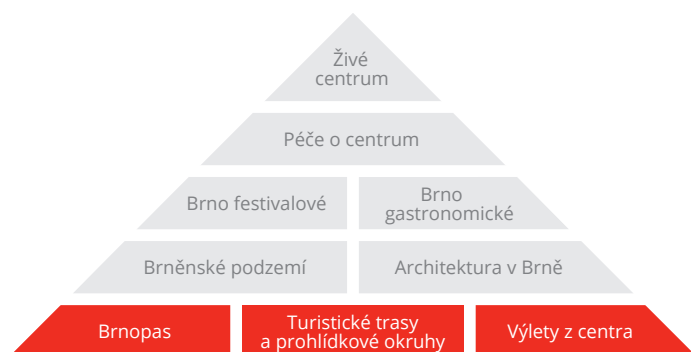 Živé
centrum
Péče o centrum
Brno festivalové
Brno
gastronomické
Brněnské podzemí
Architektura v Brně
Brnopas
Turistické trasy
a prohlídkové okruhy
Výlety z centra